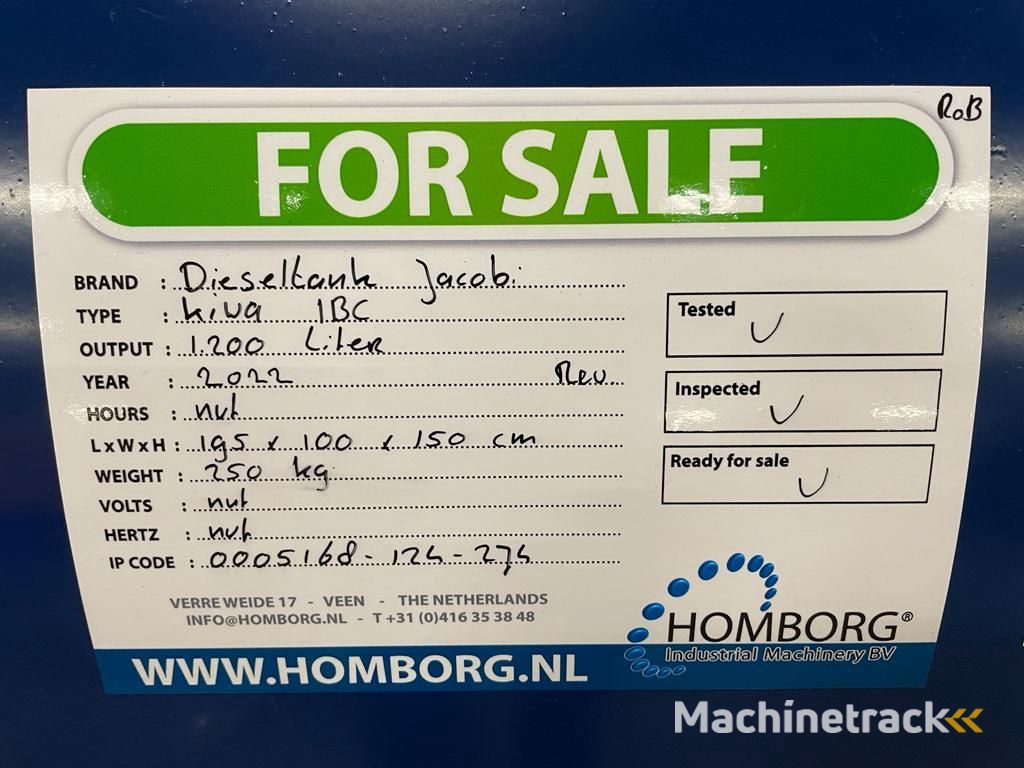 RoB
FOR SALE
BRAND : Dieseltank Jacobi
TYPE : Kiwa IBC
OUTPUT : 1.200 Liter
YEAR : 2022 Rev.
HOURS : nvt
L x W x H : 195 x 100 x 150 cm
WEIGHT : 250 kg
VOLTS : nvt
HERTZ : nvt
IP CODE : 0005168-124-274
Tested
Inspected
Ready for sale
VERRE WEIDE 17 - VEEN - THE NETHERLANDS
INFO@HOMBORG.NL - T +31 (0)416 35 38 48
HOMBORG®
Industrial Machinery BV
WWW.HOMBORG.NL
Machinetrack